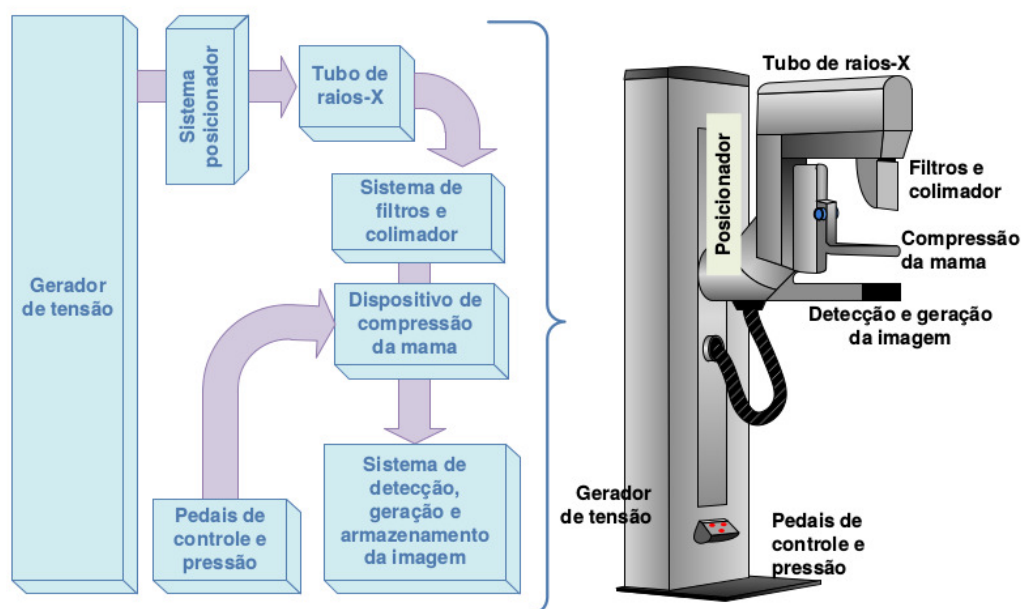 Gerador
de tensão
Sistema
posicionador
Tubo de
raios-X
Sistema de
filtros e
colimador
Dispositivo de
compressão
da mama
Pedais de
controle e
pressão
Sistema de
detecção,
geração e
armazenamento
da imagem
Tubo de raios-X
Posicionador
Filtros e
colimador
Compressão
da mama
Detecção e geração
da imagem
Gerador
de tensão
Pedais de
controle e
pressão